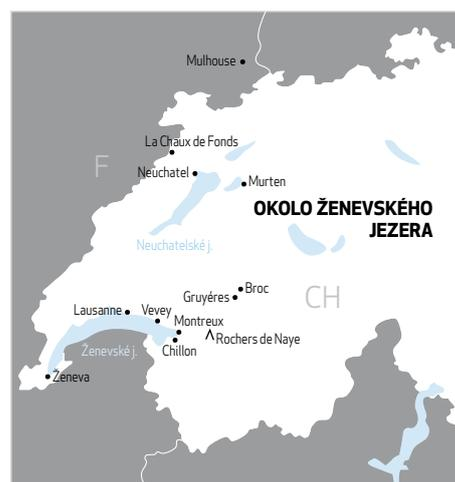 Mulhouse
La Chaux de Fonds
F
Neuchatel
Murten
OKOLO ŽENEVSKÉHO
JEZERA
Neuchatelské j.
Broc
Gruyéres
CH
Lausanne
Vevey
Montreux
Rochers de Naye
Ženevské j.
Chillon
Ženeva